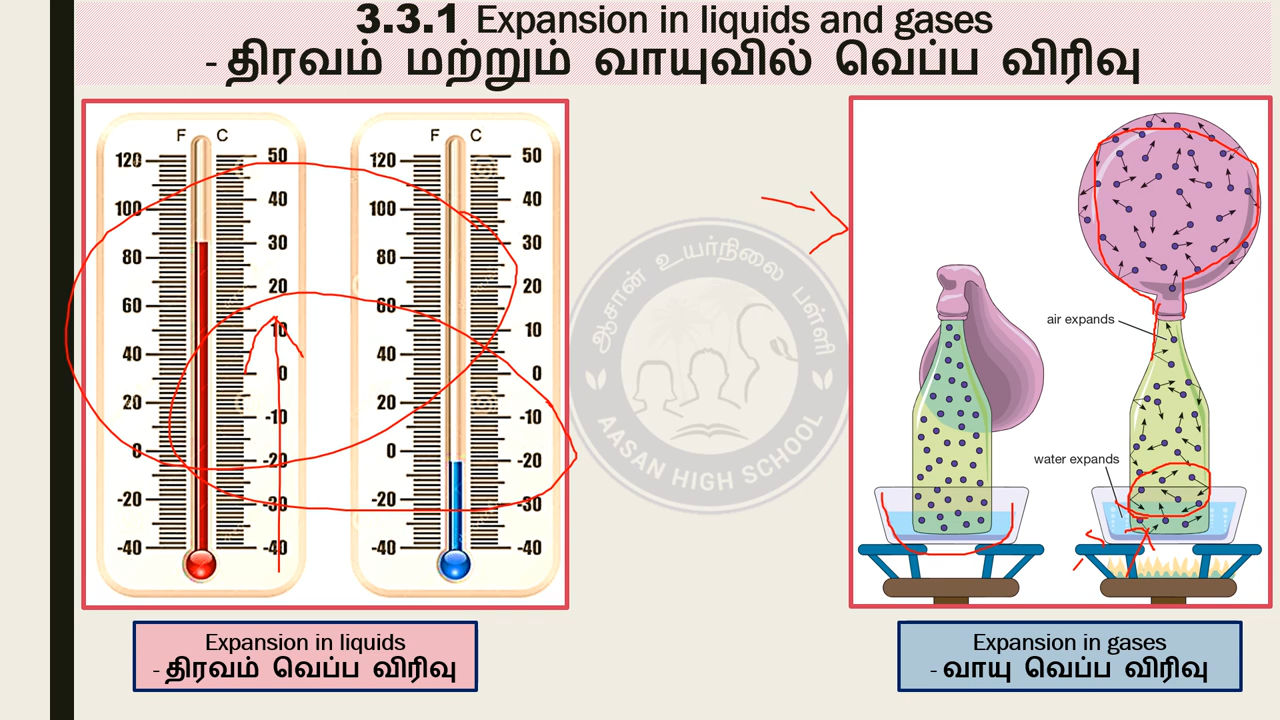 3.3.1 Expansion in liquids and gases
- திரவம் மற்றும் வாயுவில் வெப்ப விரிவு
F C
120 50
100 40
80 30
60 20
40 10
20 0
0 -10
-20 -20
-40 -30
-40
F C
120 50
100 40
80 30
60 20
40 10
20 0
0 -10
-20 -20
-40 -30
-40
ஆசான் உயர்நிலை பள்ளி
AASAN HIGH SCHOOL
air expands
water expands
Expansion in liquids
- திரவம் வெப்ப விரிவு
Expansion in gases
- வாயு வெப்ப விரிவு